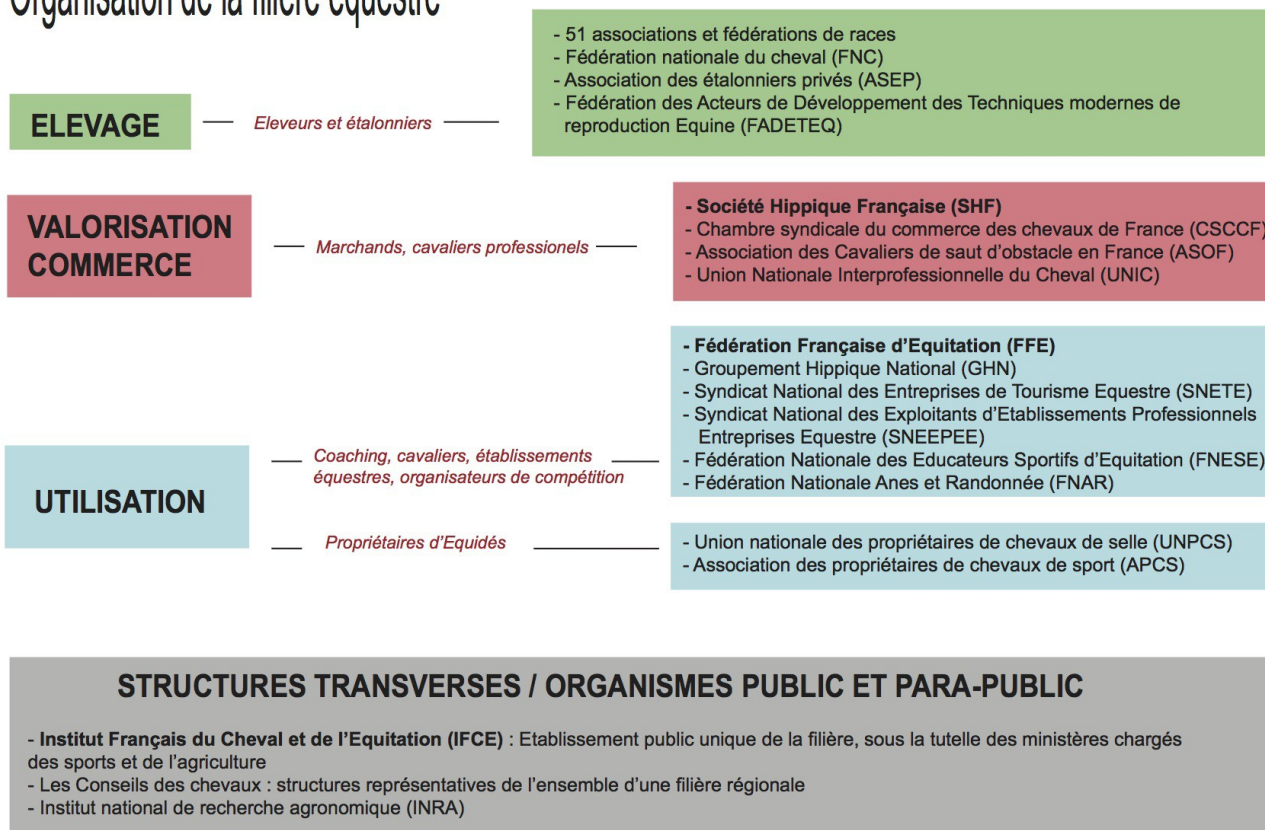 Organisation de la filière équestre
- 51 associations et fédérations de races
- Fédération nationale du cheval (FNC)
- Association des étalonniers privés (ASEP)
- Fédération des Acteurs de Développement des Techniques modernes de
reproduction Equine (FADETEQ)
ELEVAGE
Eleveurs et étalonniers
VALORISATION
COMMERCE
Marchands, cavaliers professionels
- Société Hippique Française (SHF)
- Chambre syndicale du commerce des chevaux de France (CSCCF)
- Association des Cavaliers de saut d'obstacle en France (ASOF)
- Union Nationale Interprofessionnelle du Cheval (UNIC)
UTILISATION
Coaching, cavaliers, établissements
équestres, organisateurs de compétition
- Fédération Française d'Equitation (FFE)
- Groupement Hippique National (GHN)
- Syndicat National des Entreprises de Tourisme Equestre (SNETE)
- Syndicat National des Exploitants d'Etablissements Professionnels
Entreprises Equestre (SNEEPEE)
- Fédération Nationale des Educateurs Sportifs d'Equitation (FNESE)
- Fédération Nationale Anes et Randonnée (FNAR)
Propriétaires d'Equidés
- Union nationale des propriétaires de chevaux de selle (UNPCS)
- Association des propriétaires de chevaux de sport (APCS)
STRUCTURES TRANSVERSES / ORGANISMES PUBLIC ET PARA-PUBLIC
- Institut Français du Cheval et de l'Equitation (IFCE) : Etablissement public unique de la filière, sous la tutelle des ministères chargés
des sports et de l'agriculture
- Les Conseils des chevaux : structures représentatives de l'ensemble d'une filière régionale
- Institut national de recherche agronomique (INRA)